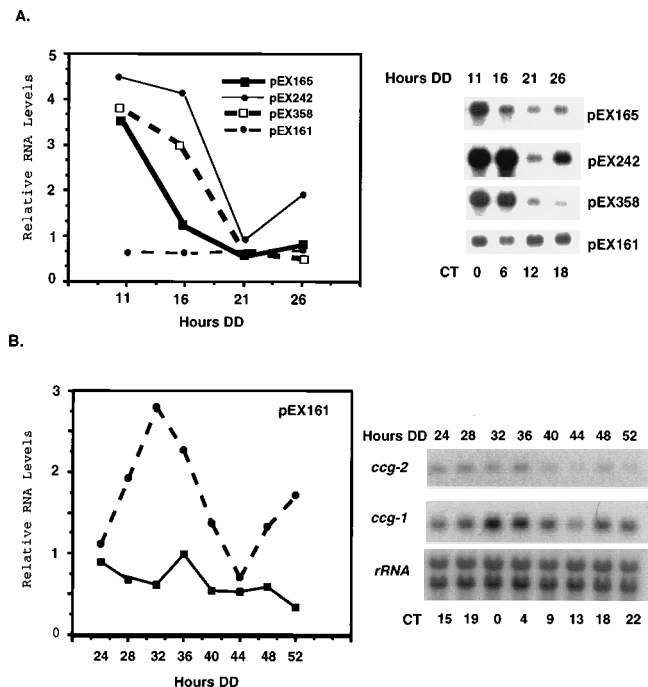 A.
Relative RNA Levels
5
4
3
2
1
0
pEX165
pEX242
pEX358
pEX161
11 16 21 26
Hours DD
Hours DD 11 16 21 26
pEX165
pEX242
pEX358
pEX161
CT 0 6 12 18
B.
Relative RNA Levels
3
2
1
0
pEX161
24 28 32 36 40 44 48 52
Hours DD
Hours DD 24 28 32 36 40 44 48 52
ccg-2
ccg-1
rRNA
CT 15 19 0 4 9 13 18 22